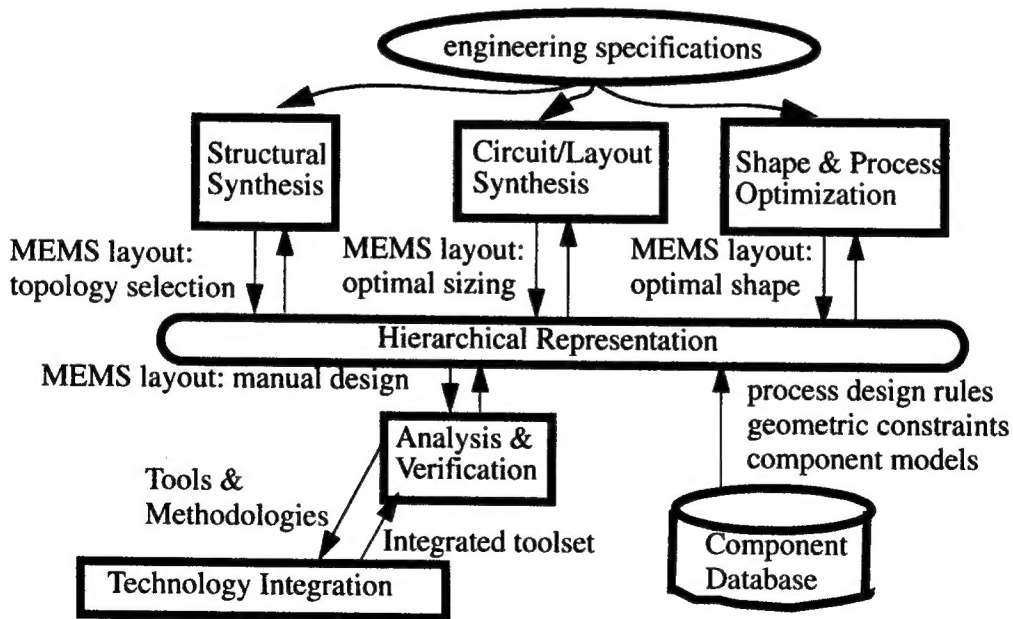 engineering specifications
Structural
Synthesis
Circuit/Layout
Synthesis
Shape & Process
Optimization
MEMS layout:
topology selection
MEMS layout:
optimal sizing
MEMS layout:
optimal shape
Hierarchical Representation
MEMS layout: manual design
process design rules
geometric constraints
component models
Analysis &
Verification
Tools &
Methodologies
Integrated toolset
Technology Integration
Component
Database